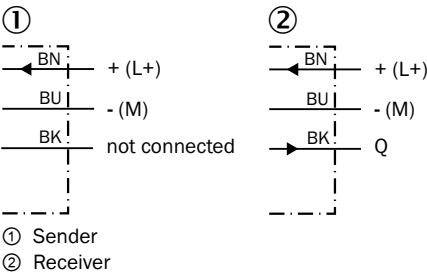 ① ②
BN + (L+) BN + (L+)
BU - (M) BU - (M)
BK not connected BK Q
① Sender
② Receiver